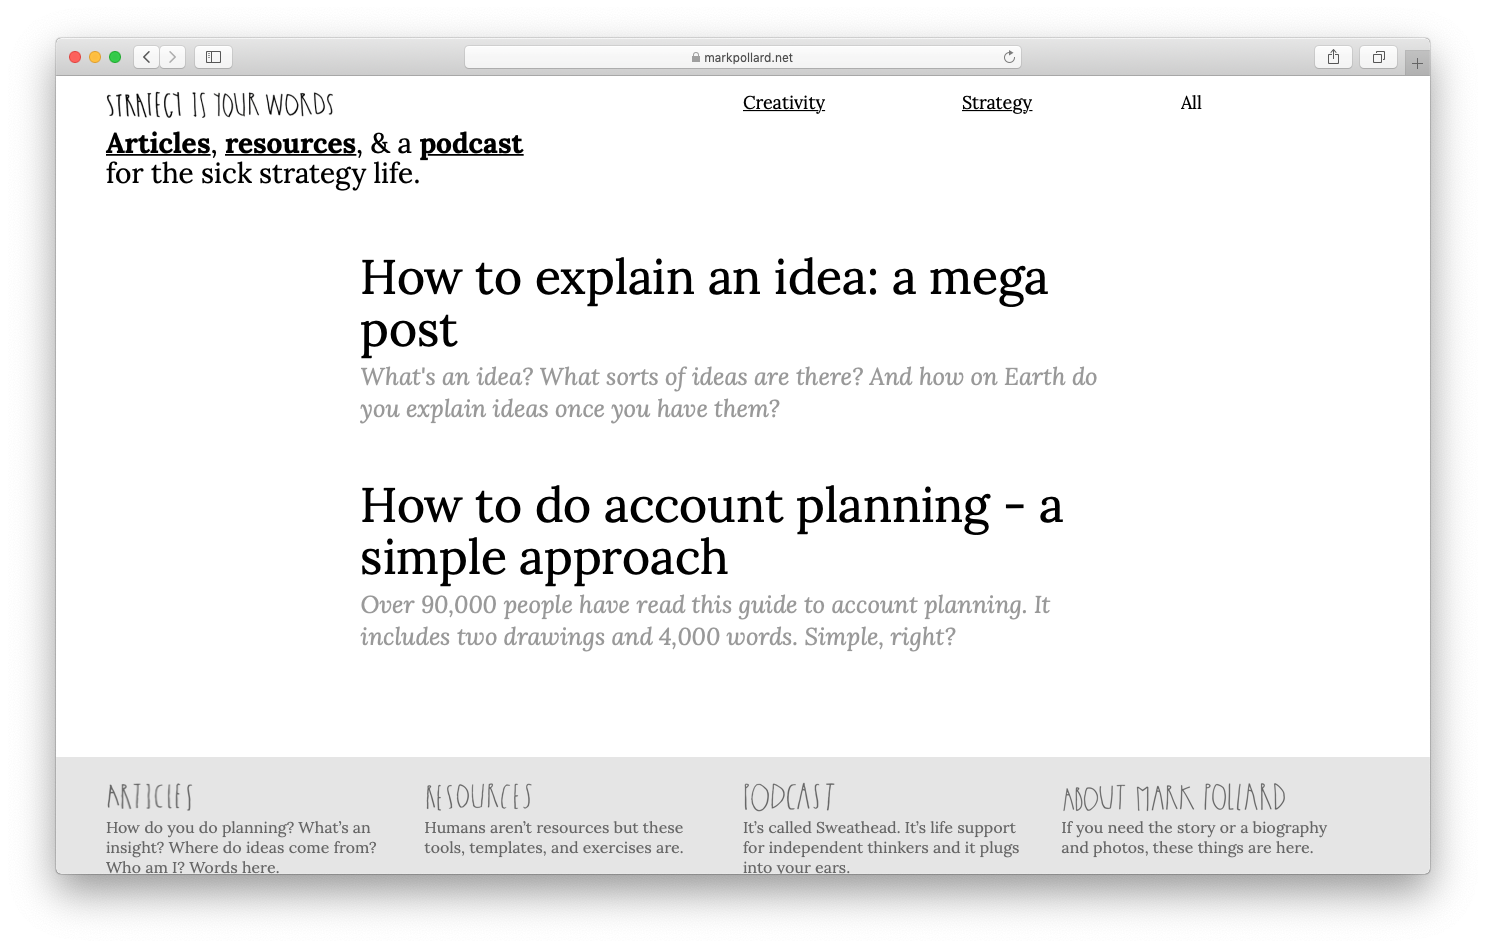 markpollard.net
STRATEGY IS YOUR WORDS
Creativity
Strategy
All
Articles, resources, & a podcast
for the sick strategy life.
How to explain an idea: a mega
post
What's an idea? What sorts of ideas are there? And how on Earth do
you explain ideas once you have them?
How to do account planning - a
simple approach
Over 90,000 people have read this guide to account planning. It
includes two drawings and 4,000 words. Simple, right?
ARTICLES
How do you do planning? What’s an
insight? Where do ideas come from?
Who am I? Words here.
RESOURCES
Humans aren’t resources but these
tools, templates, and exercises are.
PODCAST
It’s called Sweathead. It’s life support
for independent thinkers and it plugs
into your ears.
ABOUT MARK POLLARD
If you need the story or a biography
and photos, these things are here.